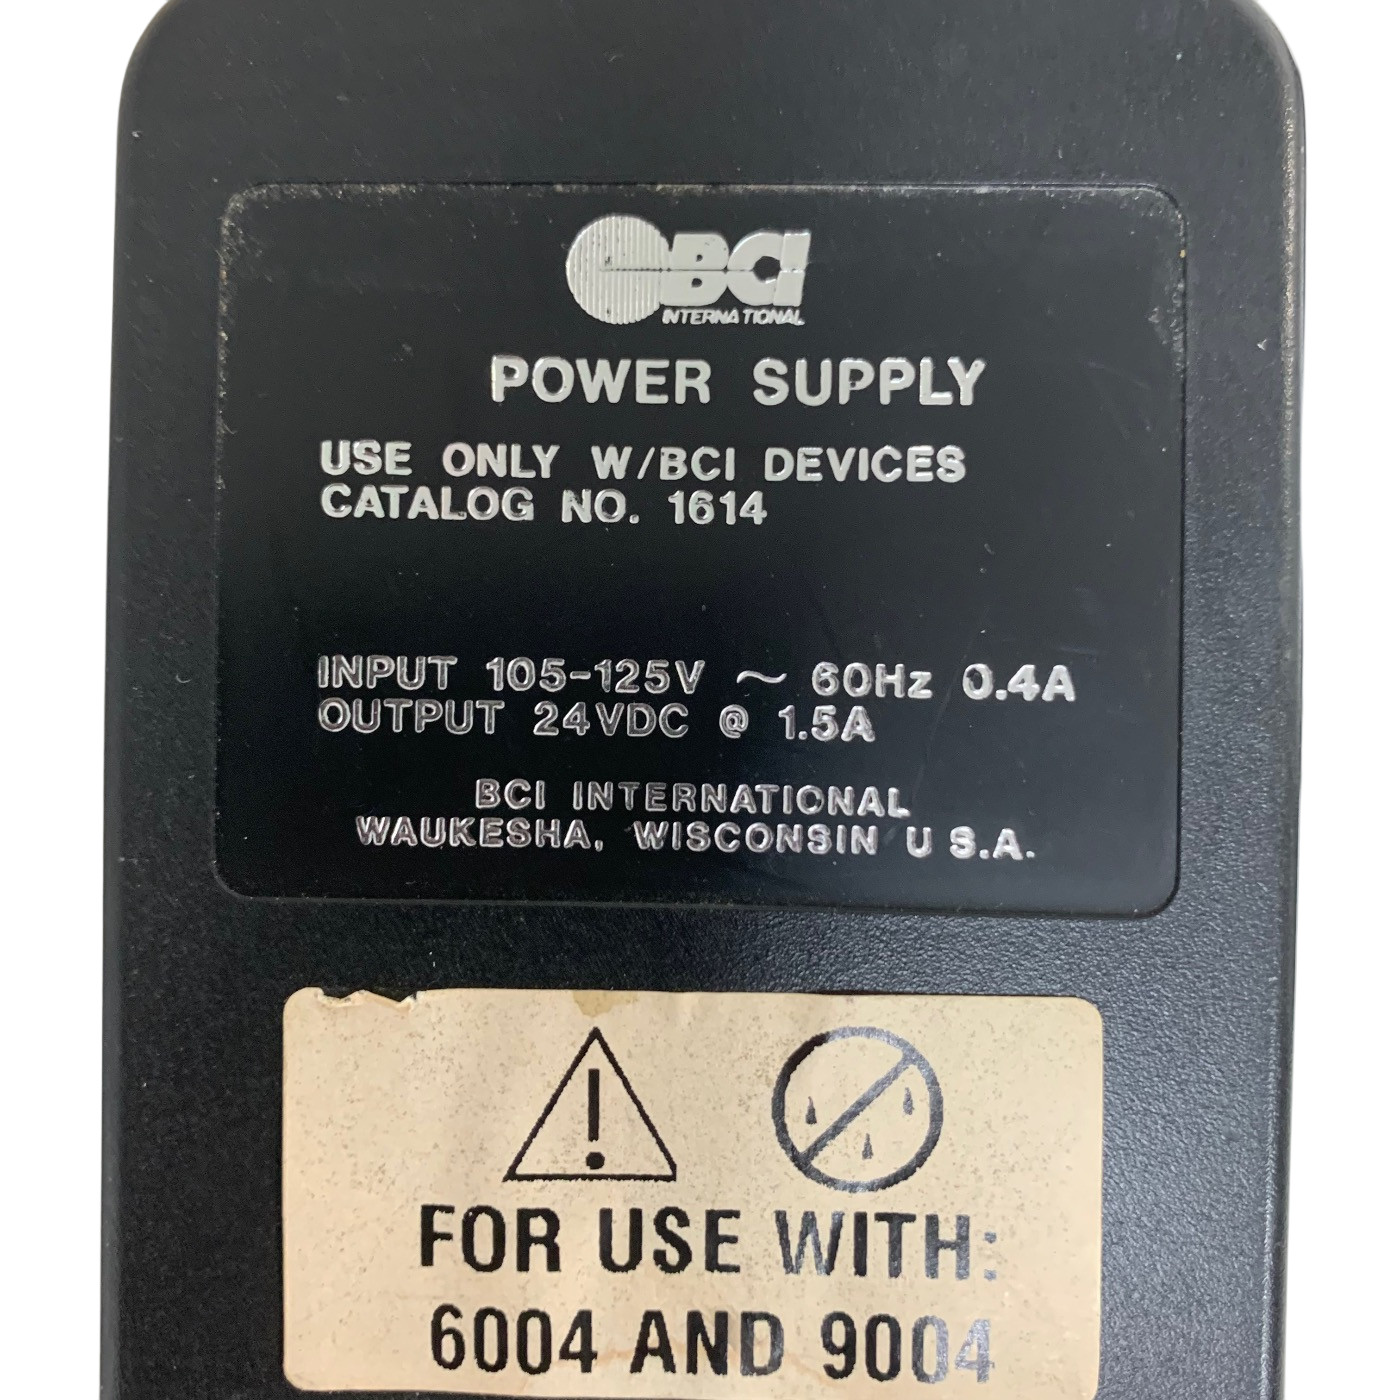 BCI
INTERNATIONAL
POWER SUPPLY
USE ONLY W/BCI DEVICES
CATALOG NO. 1614
INPUT 105-125V ~ 60Hz 0.4A
OUTPUT 24VDC @ 1.5A
BCI INTERNATIONAL
WAUKESHA, WISCONSIN U S.A.
FOR USE WITH:
6004 AND 9004